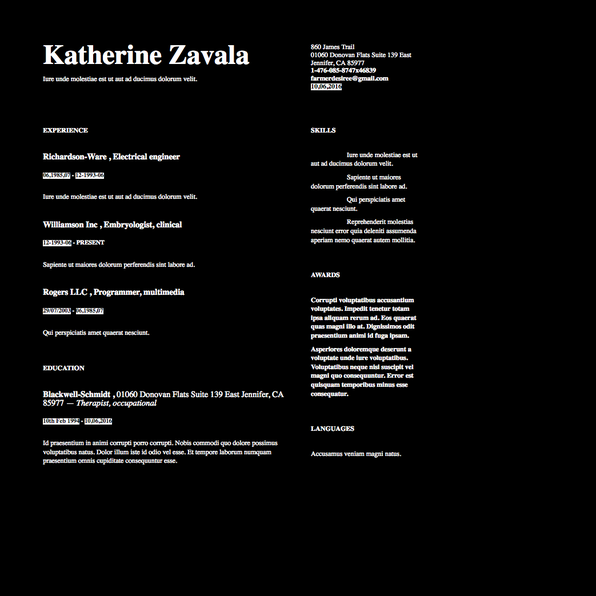 Katherine Zavala
Iure unde molestiae est ut aut ad ducimus dolorum velit.
860 James Trail
01060 Donovan Flats Suite 139 East
Jennifer, CA 85977
1-476-085-8747x46839
farmerdesiree@gmail.com
10,06,2016
EXPERIENCE
Richardson-Ware , Electrical engineer
06,1985,07 - 12-1993-06
Iure unde molestiae est ut aut ad ducimus dolorum velit.
Williamson Inc , Embryologist, clinical
12-1993-06 - PRESENT
Sapiente ut maiores dolorum perferendis sint labore ad.
Rogers LLC , Programmer, multimedia
29/07/2003 - 06,1985,07
Qui perspiciatis amet quaerat nesciunt.
EDUCATION
Blackwell-Schmidt , 01060 Donovan Flats Suite 139 East Jennifer, CA
85977 — Therapist, occupational
10th Feb 1994 - 10,06,2016
Id praesentium in animi corrupti porro corrupti. Nobis commodi quo dolore possimus
voluptatibus natus. Dolor illum iste id odio vel esse. Et tempore laborum numquam
praesentium omnis cupiditate consequuntur esse.
SKILLS
Iure unde molestiae est ut
aut ad ducimus dolorum velit.
Sapiente ut maiores
dolorum perferendis sint labore ad.
Qui perspiciatis amet
quaerat nesciunt.
Reprehenderit molestias
nesciunt error quia deleniti assumenda
aperiam nemo quaerat autem mollitia.
AWARDS
Corrupti voluptatibus accusantium
voluptates. Impedit tenetur totam
ipsa aliquam rerum ad. Eos quaerat
quas magni illo at. Dignissimos odit
praesentium animi id fuga ipsam.
Asperiores doloremque deserunt a
voluptate unde iure voluptatibus.
Voluptatibus neque nisi suscipit vel
magni quo consequuntur. Error est
quisquam temporibus minus esse
consequatur.
LANGUAGES
Accusamus veniam magni natus.